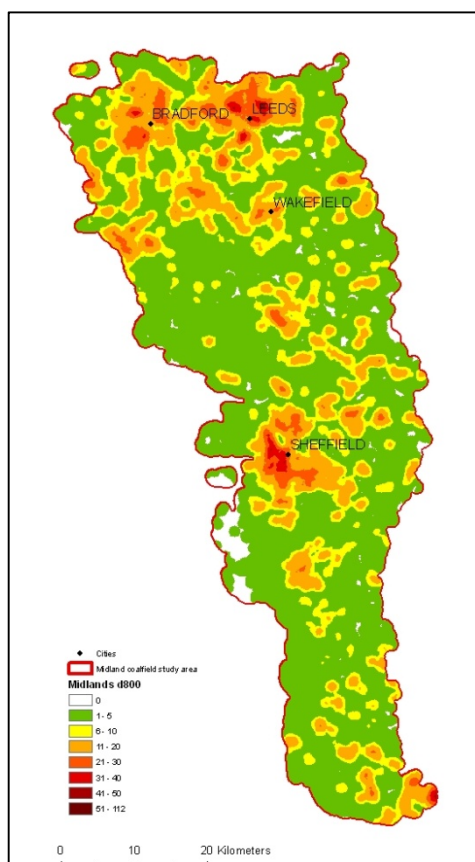 BRADFORD
LEEDS
WAKEFIELD
SHEFFIELD
Cities
Midland coalfield study area
Midlands d800
0
1 - 5
6 - 10
11 - 20
21 - 30
31 - 40
41 - 50
51 - 112
0 10 20 Kilometers